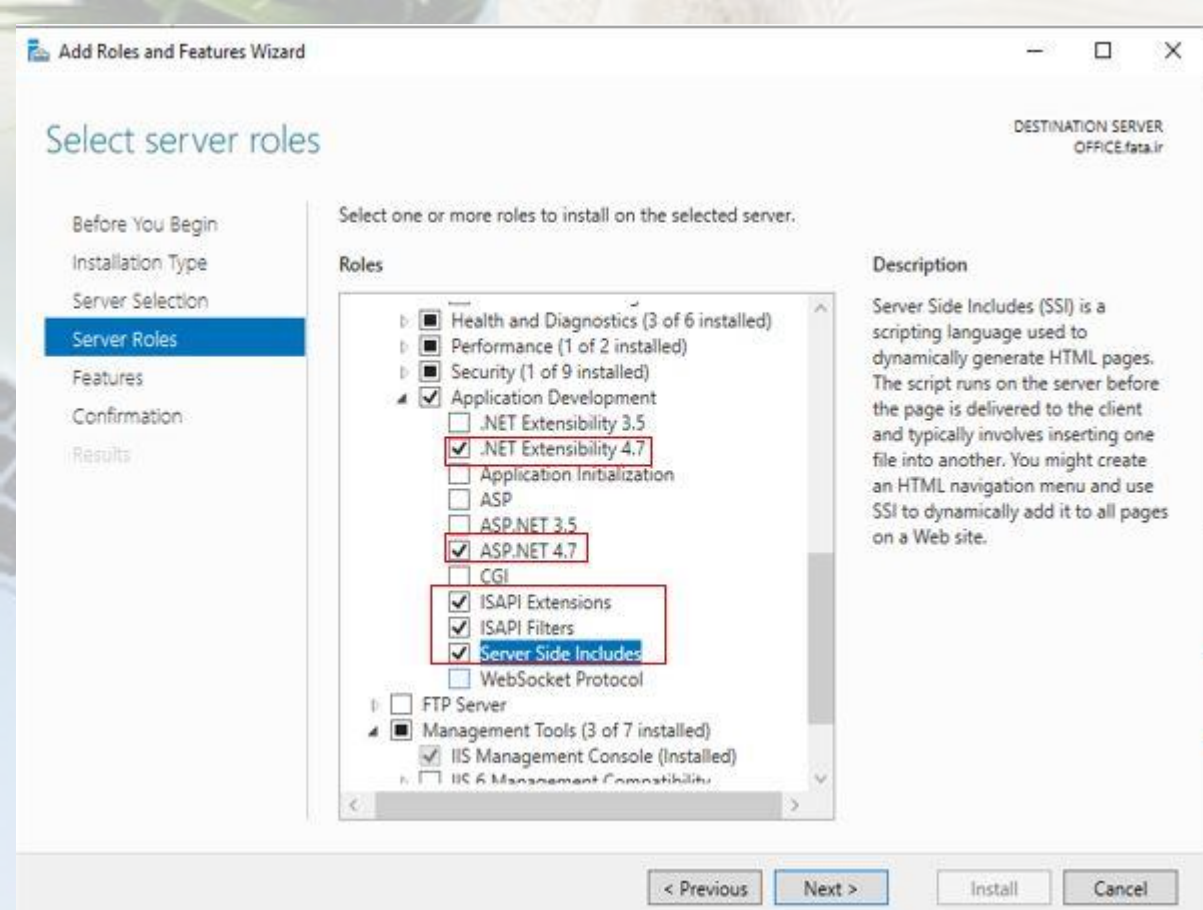 Add Roles and Features Wizard
Select server roles
DESTINATION SERVER
OFFICE.fata.ir
Before You Begin
Installation Type
Server Selection
Server Roles
Features
Confirmation
Results
Select one or more roles to install on the selected server.
Roles
Health and Diagnostics (3 of 6 installed)
Performance (1 of 2 installed)
Security (1 of 9 installed)
Application Development
.NET Extensibility 3.5
.NET Extensibility 4.7
Application Initialization
ASP
ASP.NET 3.5
ASP.NET 4.7
CGI
ISAPI Extensions
ISAPI Filters
Server Side Includes
WebSocket Protocol
FTP Server
Management Tools (3 of 7 installed)
IIS Management Console (Installed)
IIS 6 Management Compatibility
Description
Server Side Includes (SSI) is a
scripting language used to
dynamically generate HTML pages.
The script runs on the server before
the page is delivered to the client
and typically involves inserting one
file into another. You might create
an HTML navigation menu and use
SSI to dynamically add it to all pages
on a Web site.
< Previous
Next >
Install
Cancel